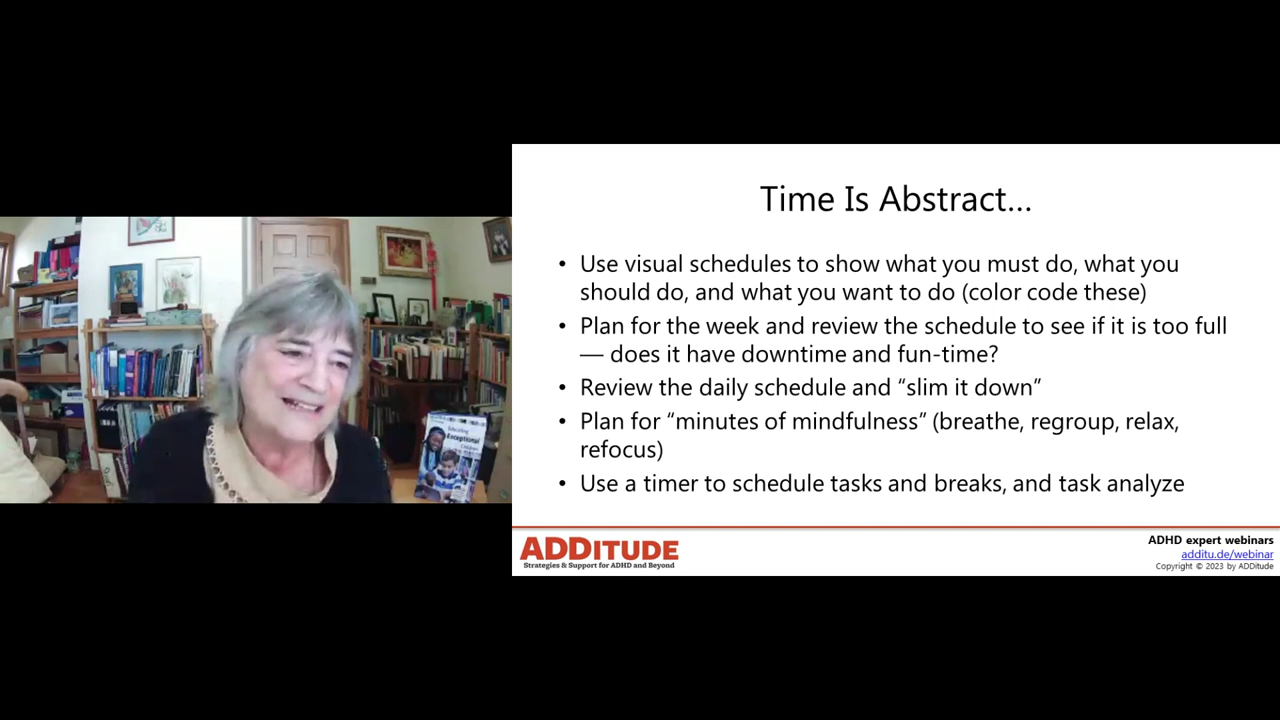 Time Is Abstract...
• Use visual schedules to show what you must do, what you
should do, and what you want to do (color code these)
• Plan for the week and review the schedule to see if it is too full
— does it have downtime and fun-time?
• Review the daily schedule and “slim it down”
• Plan for “minutes of mindfulness” (breathe, regroup, relax,
refocus)
• Use a timer to schedule tasks and breaks, and task analyze
Educating
Exceptional
Children
ADDITUDE
Strategies & Support for ADHD and Beyond
ADHD expert webinars
additu.de/webinar
Copyright © 2023 by ADDitude